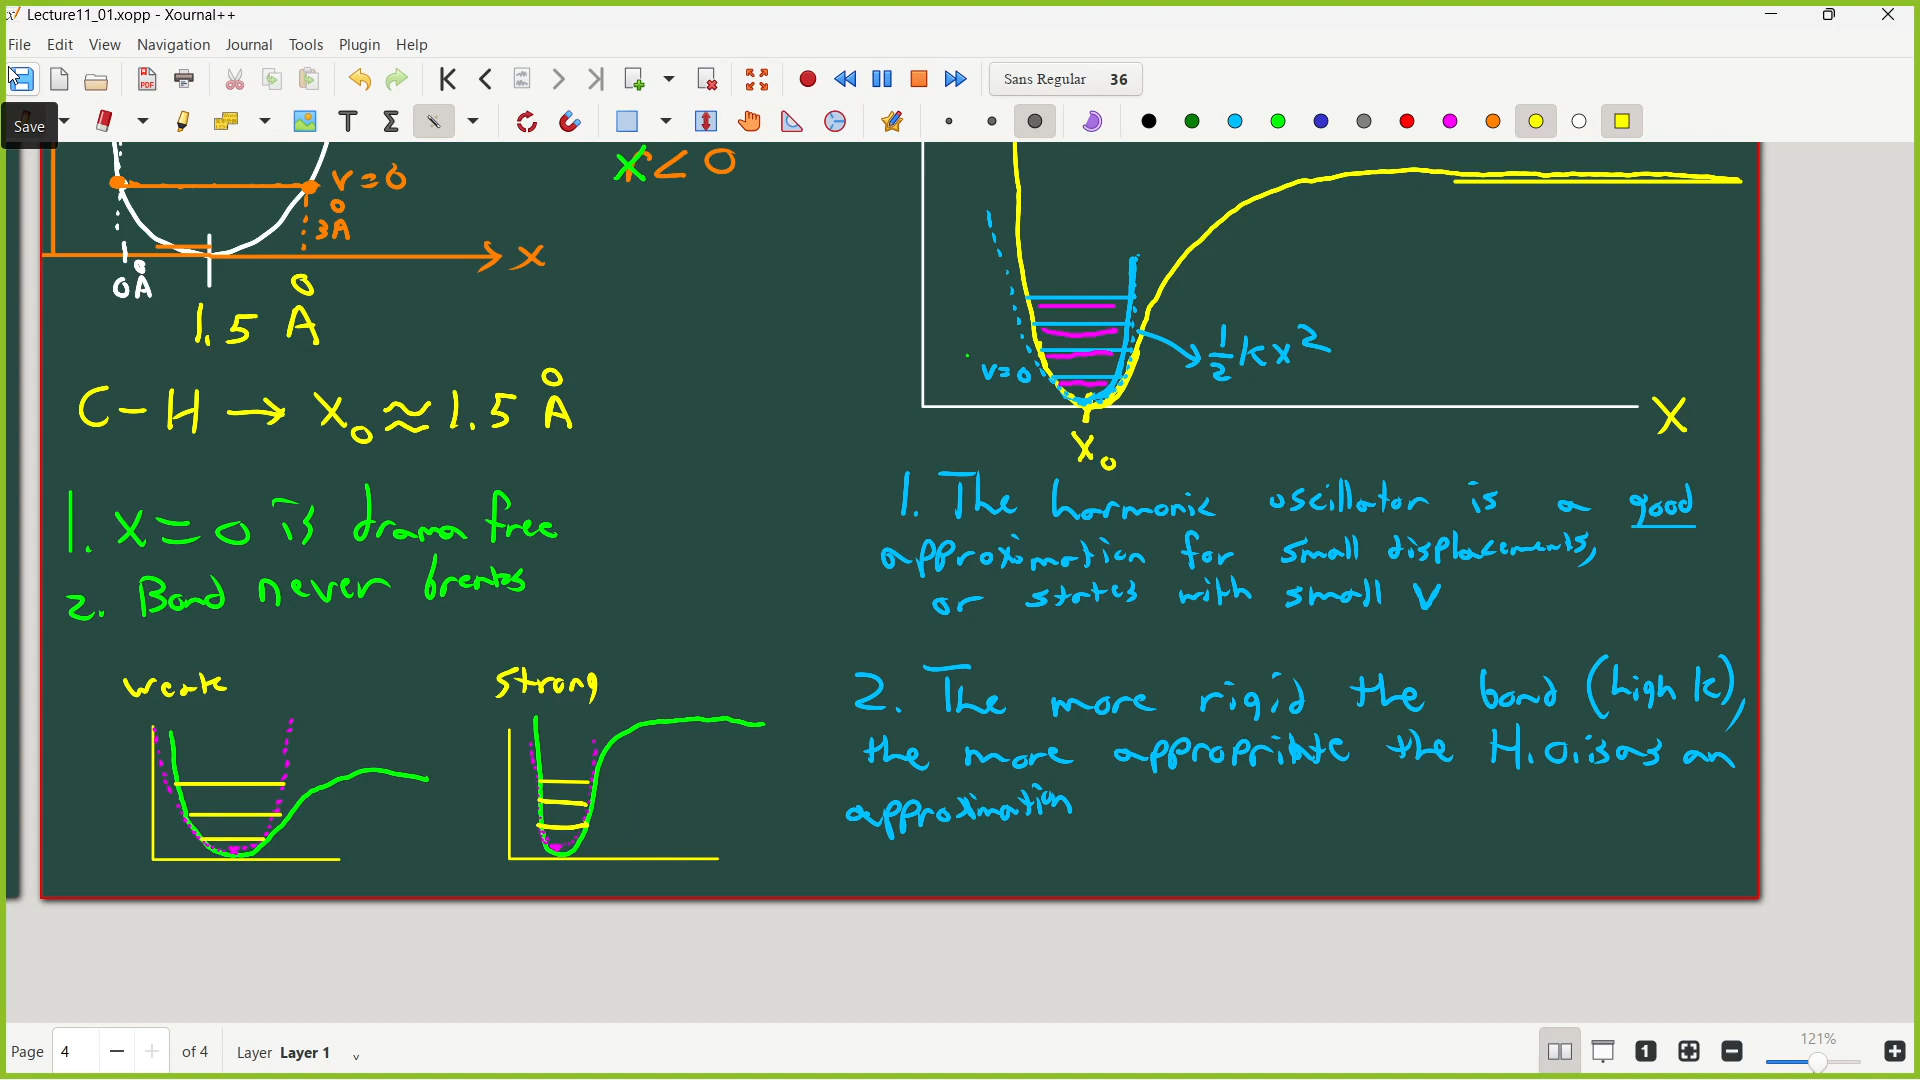 Lecture11_01.xopp - Xournal++
File Edit View Navigation Journal Tools Plugin Help
Sans Regular 36
Save
v=0
x<0
3Å
x
0Å
1.5 Å
C-H → x₀ ≈ 1.5 Å
1. x=0 is drama free
2. Bond never breaks
weak
strong
v=0
½kx²
X
x₀
1. The harmonic oscillator is a good
approximation for small displacements,
or states with small v
2. The more rigid the bond (high k),
the more appropriate the H.O. is as an
approximation
Page 4 of 4 Layer Layer 1
121%